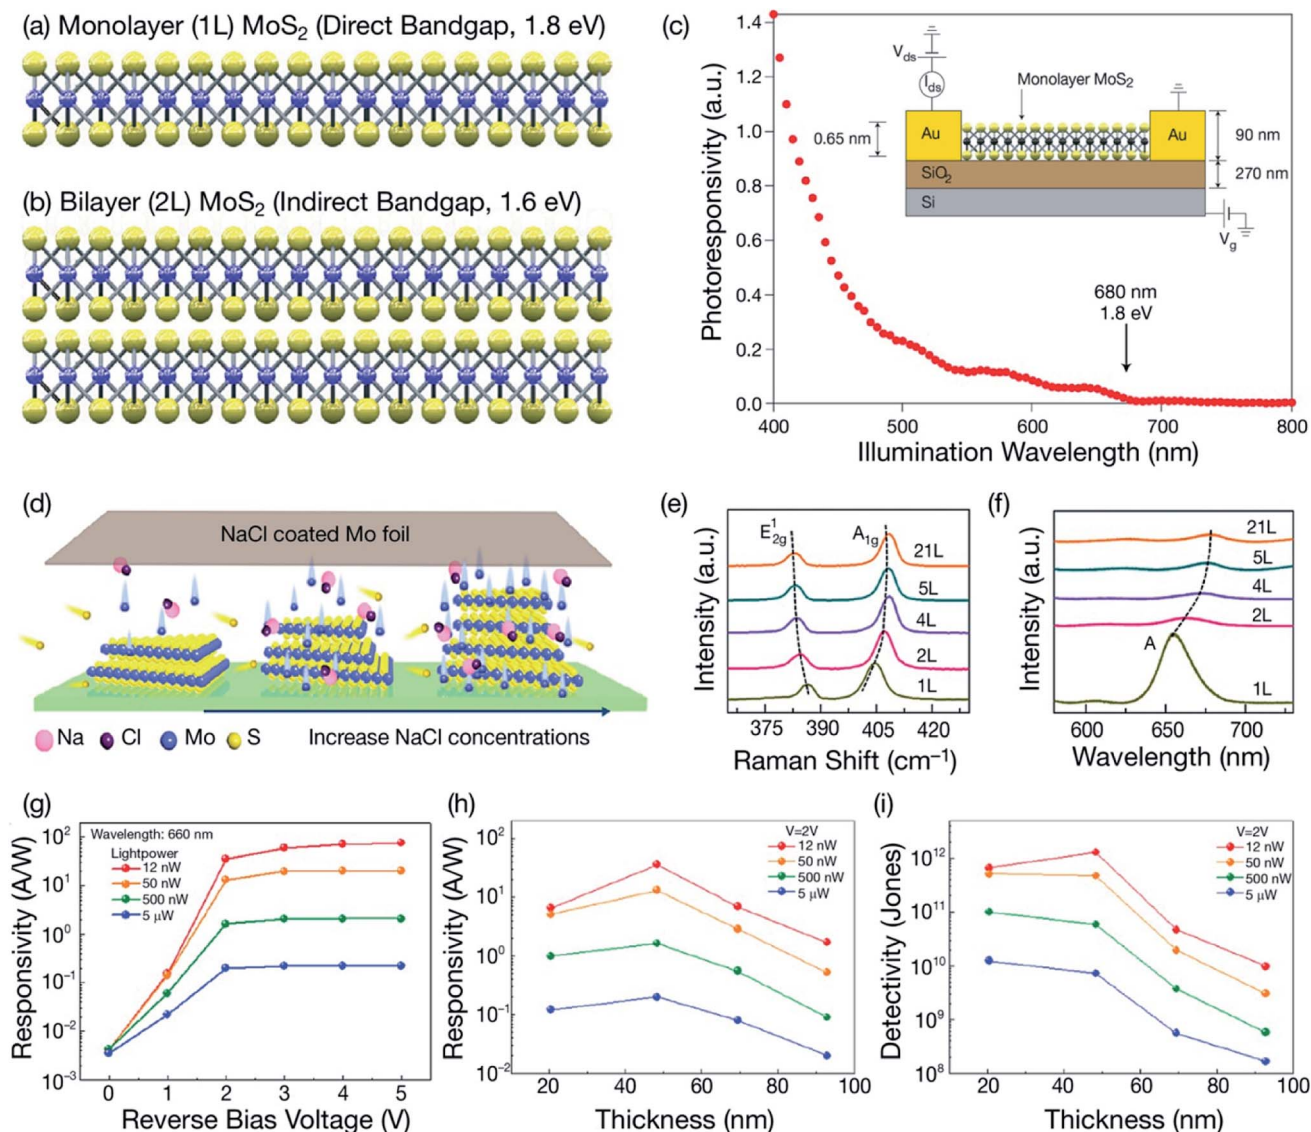 (a) Monolayer (1L) MoS₂ (Direct Bandgap, 1.8 eV)
(b) Bilayer (2L) MoS₂ (Indirect Bandgap, 1.6 eV)
(c)
Photoresponsivity (a.u.)
1.4
1.2
1.0
0.8
0.6
0.4
0.2
0.0
400
500
600
700
800
Illumination Wavelength (nm)
V_ds
I_ds
Monolayer MoS₂
0.65 nm
Au
Au
90 nm
SiO₂
270 nm
Si
V_g
680 nm
1.8 eV
(d)
NaCl coated Mo foil
Na
Cl
Mo
S
Increase NaCl concentrations
(e)
Intensity (a.u.)
E¹₂g
A₁g
21L
5L
4L
2L
1L
375
390
405
420
Raman Shift (cm⁻¹)
(f)
Intensity (a.u.)
21L
5L
4L
2L
A
1L
600
650
700
Wavelength (nm)
(g)
Responsivity (A/W)
10²
10¹
10⁰
10⁻¹
10⁻²
10⁻³
Wavelength: 660 nm
Lightpower
12 nW
50 nW
500 nW
5 μW
0
1
2
3
4
5
Reverse Bias Voltage (V)
(h)
Responsivity (A/W)
10²
10¹
10⁰
10⁻¹
10⁻²
V=2V
12 nW
50 nW
500 nW
5 μW
20
40
60
80
100
Thickness (nm)
(i)
Detectivity (Jones)
10¹²
10¹¹
10¹⁰
10⁹
10⁸
V=2V
12 nW
50 nW
500 nW
5 μW
20
40
60
80
100
Thickness (nm)